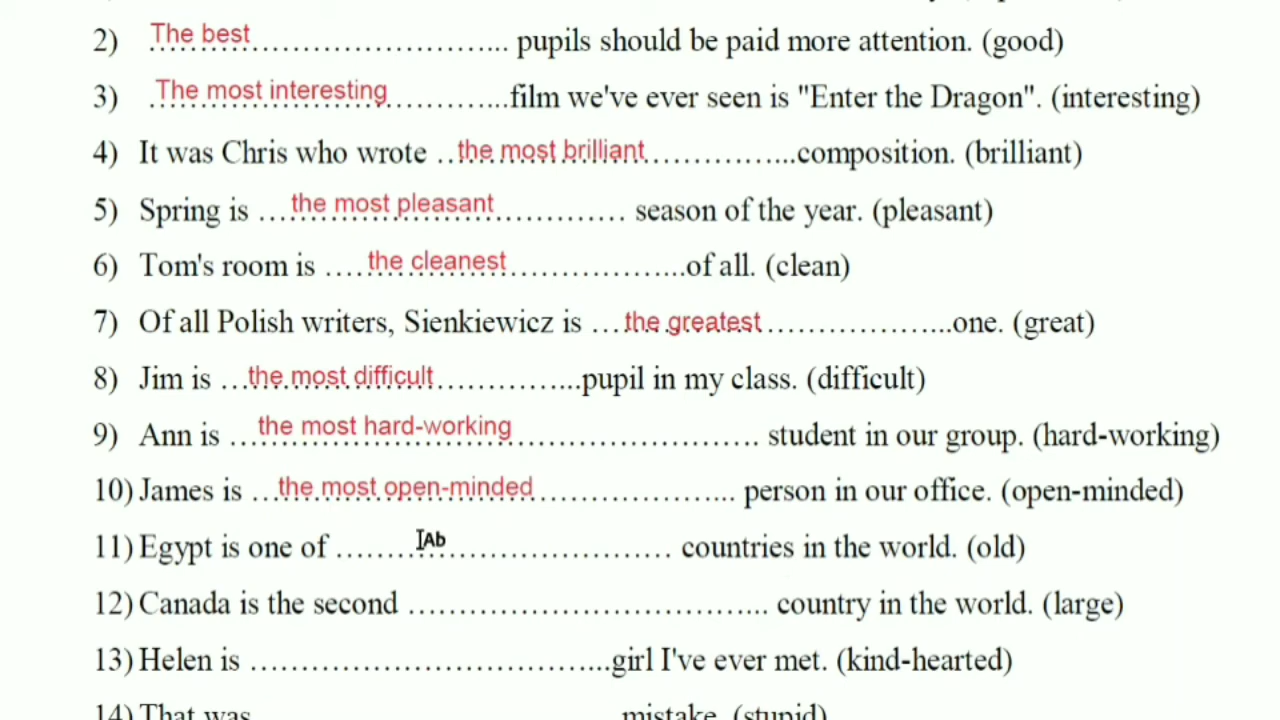 2) The best........................ pupils should be paid more attention. (good)
3) The most interesting............film we've ever seen is "Enter the Dragon". (interesting)
4) It was Chris who wrote ..the most brilliant...............composition. (brilliant)
5) Spring is ...the most pleasant............. season of the year. (pleasant)
6) Tom's room is ....the cleanest.................of all. (clean)
7) Of all Polish writers, Sienkiewicz is ...the greatest..................one. (great)
8) Jim is ...the most difficult..............pupil in my class. (difficult)
9) Ann is ...the most hard-working........................ student in our group. (hard-working)
10) James is ...the most open-minded................... person in our office. (open-minded)
11) Egypt is one of ........Ab....................... countries in the world. (old)
12) Canada is the second .................................... country in the world. (large)
13) Helen is ....................................girl I've ever met. (kind-hearted)
14) That was mistake. (stupid)